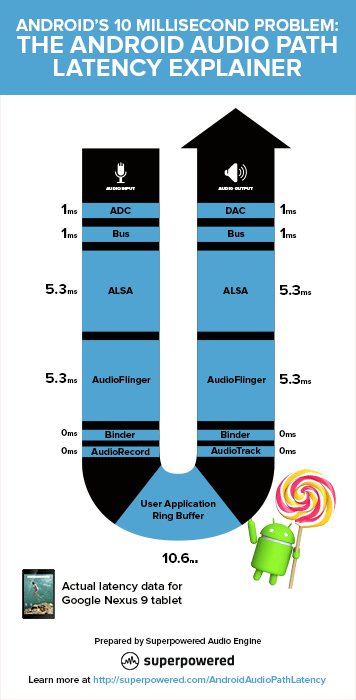 ANDROID'S 10 MILLISECOND PROBLEM:
THE ANDROID AUDIO PATH
LATENCY EXPLAINER
AUDIO INPUT
AUDIO OUTPUT
1ms ADC DAC 1ms
1ms Bus Bus 1ms
5.3ms ALSA ALSA 5.3ms
5.3ms AudioFlinger AudioFlinger 5.3ms
0ms Binder Binder 0ms
0ms AudioRecord AudioTrack 0ms
User Application
Ring Buffer
10.6ms
Actual latency data for
Google Nexus 9 tablet
Prepared by Superpowered Audio Engine
superpowered
Learn more at http://superpowered.com/AndroidAudioPathLatency